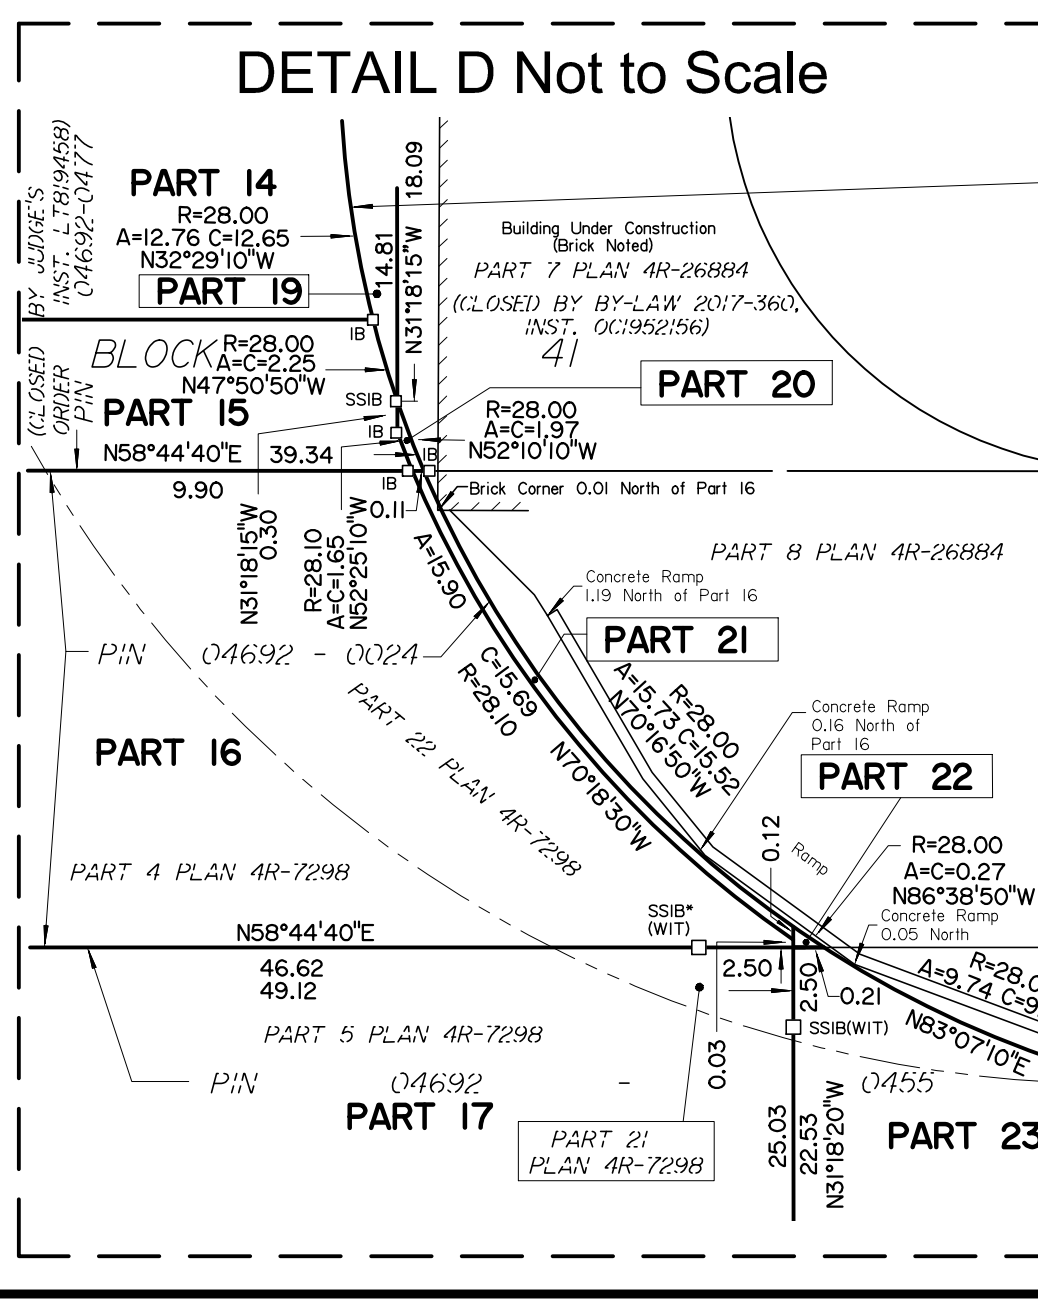 DETAIL D Not to Scale
BY JUDGE'S
INST. LT819458)
04692-0477
PART 14
R=28.00
A=12.76 C=12.65
N32°29'10"W
PART 19
14.81
N31°18'15"W
18.09
Building Under Construction
(Brick Noted)
PART 7 PLAN 4R-26884
(CLOSED BY BY-LAW 2017-360,
INST. OC1952156)
41
IB
BLOCK
R=28.00
A=C=2.25
N47°50'50"W
(CLOSED
ORDER
PIN
PART 15
SSIB
IB
PART 20
R=28.00
A=C=1.97
N52°10'10"W
N58°44'40"E
39.34
IB
9.90
IB
0.11
Brick Corner 0.01 North of Part 16
N31°18'15"W
0.30
R=28.10
A=C=1.65
N52°25'10"W
A=15.90
PART 8 PLAN 4R-26884
Concrete Ramp
1.19 North of Part 16
PART 21
PIN 04692 - 0024
C=15.69
R=28.10
N70°18'30"W
R=28.00
A=15.73 C=15.52
N70°16'50"W
PART 22 PLAN 4R-7298
Concrete Ramp
0.16 North of
Part 16
PART 16
PART 22
0.12
Ramp
R=28.00
A=C=0.27
N86°38'50"W
PART 4 PLAN 4R-7298
Concrete Ramp
0.05 North
SSIB*
(WIT)
N58°44'40"E
46.62
49.12
2.50
2.50
0.21
0.03
R=28.0
A=9.74 C=9
N83°07'10"E
SSIB(WIT)
PART 5 PLAN 4R-7298
PIN 04692 - 0455
PART 17
PART 21
PLAN 4R-7298
25.03
22.53
N31°18'20"W
PART 23